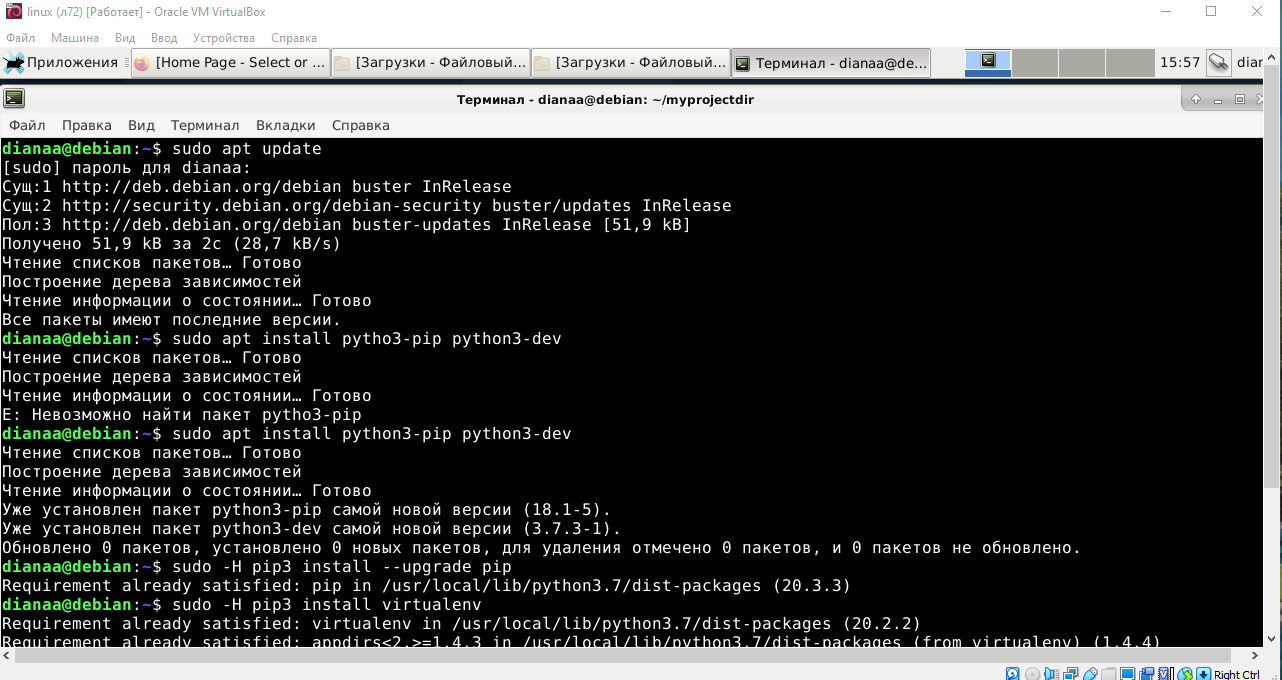 linux (л72) [Работает] - Oracle VM VirtualBox
Файл Машина Вид Ввод Устройства Справка
Приложения [Home Page - Select or ... [Загрузки - Файловый... [Загрузки - Файловый... Терминал - dianaa@de... 15:57 diar
Терминал - dianaa@debian: ~/myprojectdir
Файл Правка Вид Терминал Вкладки Справка
dianaa@debian:~$ sudo apt update
[sudo] пароль для dianaa:
Сущ:1 http://deb.debian.org/debian buster InRelease
Сущ:2 http://security.debian.org/debian-security buster/updates InRelease
Пол:3 http://deb.debian.org/debian buster-updates InRelease [51,9 kB]
Получено 51,9 kB за 2с (28,7 kB/s)
Чтение списков пакетов… Готово
Построение дерева зависимостей
Чтение информации о состоянии… Готово
Все пакеты имеют последние версии.
dianaa@debian:~$ sudo apt install pytho3-pip python3-dev
Чтение списков пакетов… Готово
Построение дерева зависимостей
Чтение информации о состоянии… Готово
E: Невозможно найти пакет pytho3-pip
dianaa@debian:~$ sudo apt install python3-pip python3-dev
Чтение списков пакетов… Готово
Построение дерева зависимостей
Чтение информации о состоянии… Готово
Уже установлен пакет python3-pip самой новой версии (18.1-5).
Уже установлен пакет python3-dev самой новой версии (3.7.3-1).
Обновлено 0 пакетов, установлено 0 новых пакетов, для удаления отмечено 0 пакетов, и 0 пакетов не обновлено.
dianaa@debian:~$ sudo -H pip3 install --upgrade pip
Requirement already satisfied: pip in /usr/local/lib/python3.7/dist-packages (20.3.3)
dianaa@debian:~$ sudo -H pip3 install virtualenv
Requirement already satisfied: virtualenv in /usr/local/lib/python3.7/dist-packages (20.2.2)
Requirement already satisfied: appdirs<2,>=1.4.3 in /usr/local/lib/python3.7/dist-packages (from virtualenv) (1.4.4)
Right Ctrl